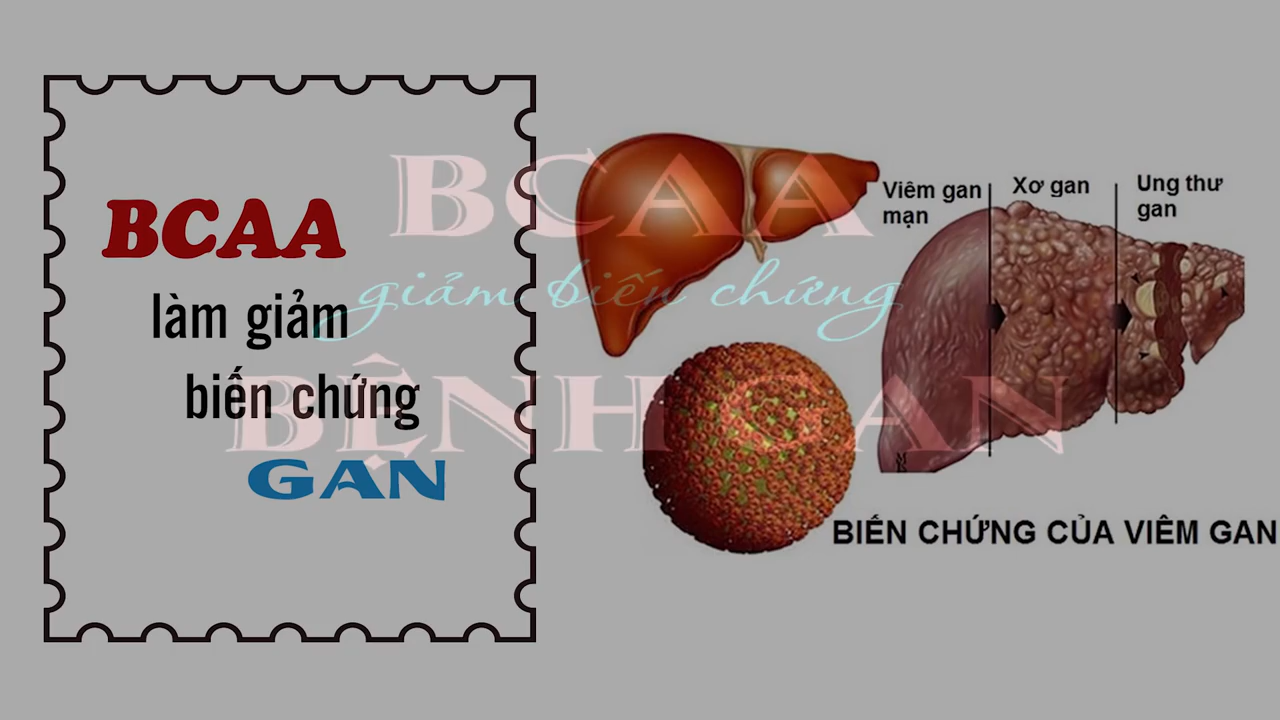 BCAA
làm giảm
biến chứng
GAN
BCAA
giảm biến chứng
BỆNH GAN
Viêm gan
mạn
Xơ gan
Ung thư
gan
BIẾN CHỨNG CỦA VIÊM GAN